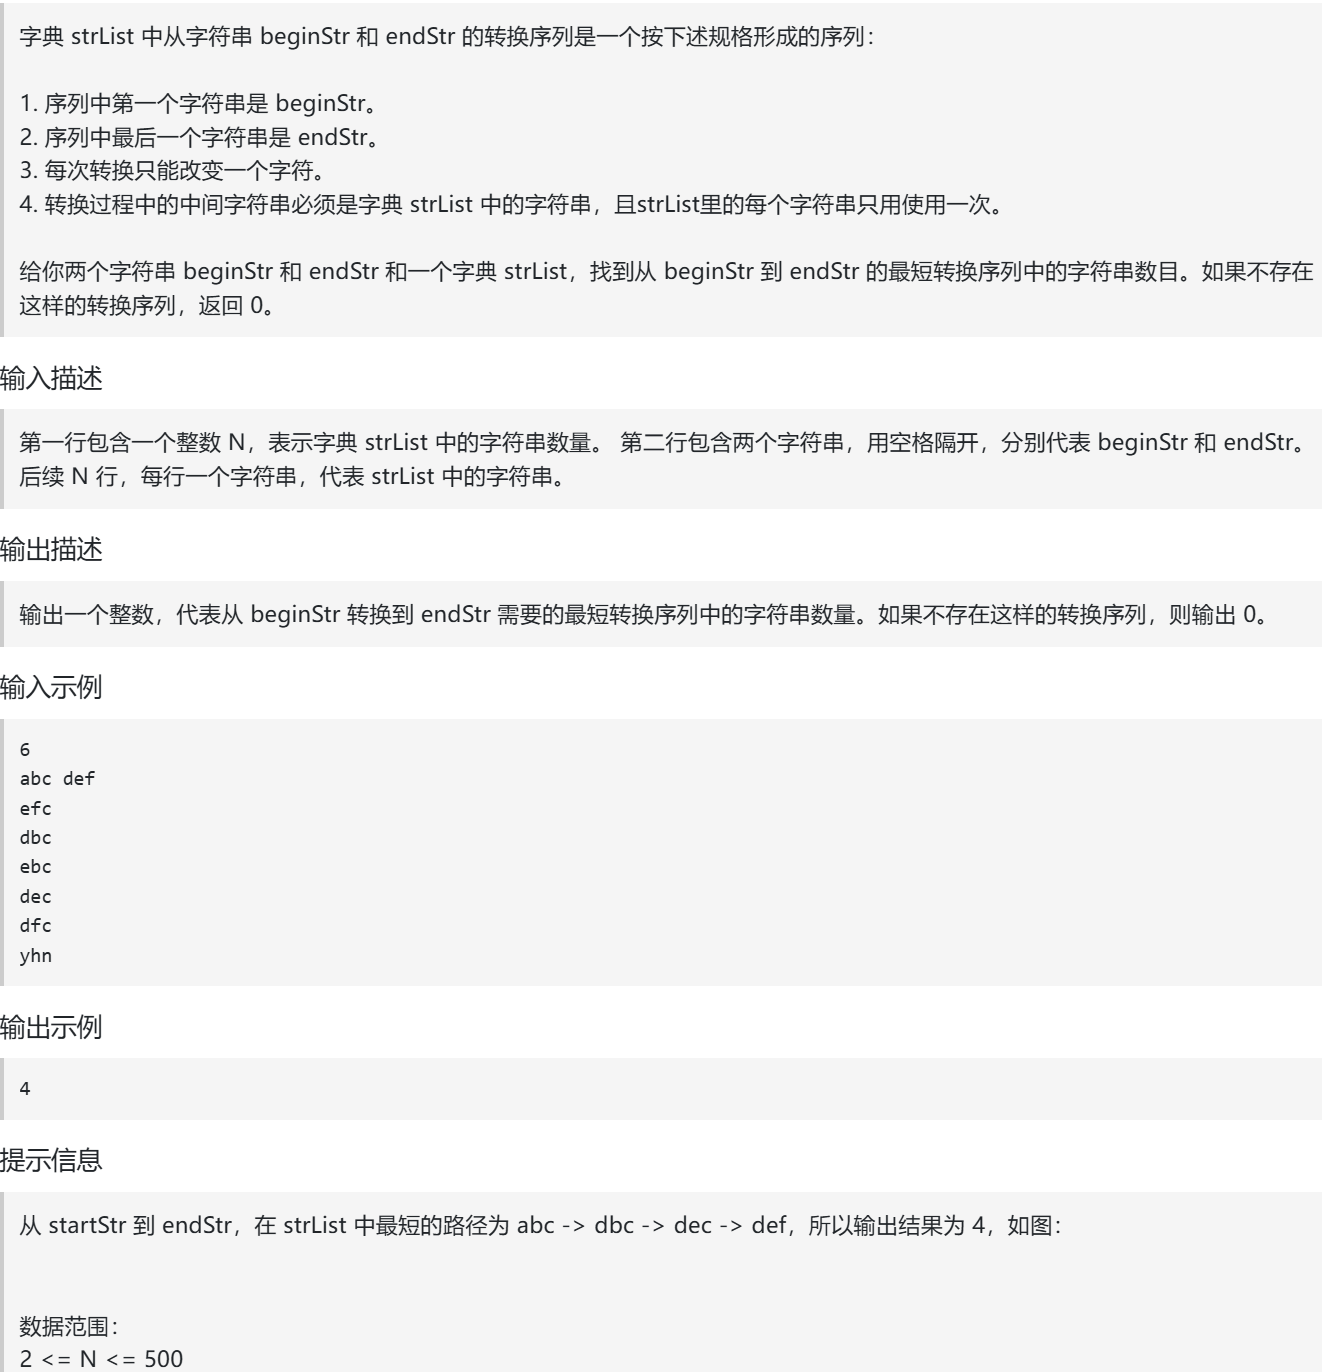 字典 strList 中从字符串 beginStr 和 endStr 的转换序列是一个按下述规格形成的序列：
1. 序列中第一个字符串是 beginStr。
2. 序列中最后一个字符串是 endStr。
3. 每次转换只能改变一个字符。
4. 转换过程中的中间字符串必须是字典 strList 中的字符串，且strList里的每个字符串只用使用一次。
给你两个字符串 beginStr 和 endStr 和一个字典 strList，找到从 beginStr 到 endStr 的最短转换序列中的字符串数目。如果不存在
这样的转换序列，返回 0。
输入描述
第一行包含一个整数 N，表示字典 strList 中的字符串数量。 第二行包含两个字符串，用空格隔开，分别代表 beginStr 和 endStr。
后续 N 行，每行一个字符串，代表 strList 中的字符串。
输出描述
输出一个整数，代表从 beginStr 转换到 endStr 需要的最短转换序列中的字符串数量。如果不存在这样的转换序列，则输出 0。
输入示例
6
abc def
efc
dbc
ebc
dec
dfc
yhn
输出示例
4
提示信息
从 startStr 到 endStr，在 strList 中最短的路径为 abc -> dbc -> dec -> def，所以输出结果为 4，如图：
数据范围：
2 <= N <= 500